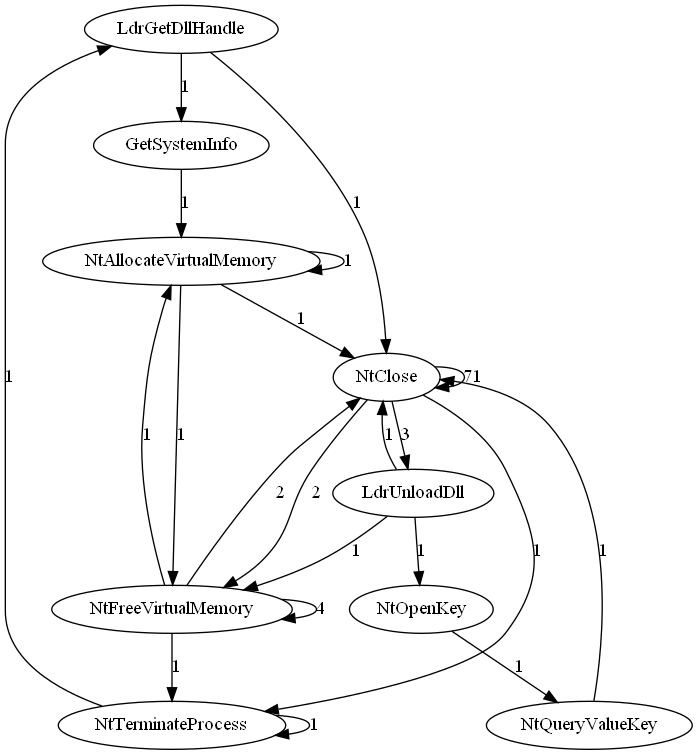 LdrGetDllHandle
1
GetSystemInfo
1
1
NtAllocateVirtualMemory
1
1
NtClose
71
1
1
1
1
3
LdrUnloadDll
2
2
1
1
1
1
NtFreeVirtualMemory
4
NtOpenKey
1
1
NtTerminateProcess
1
NtQueryValueKey